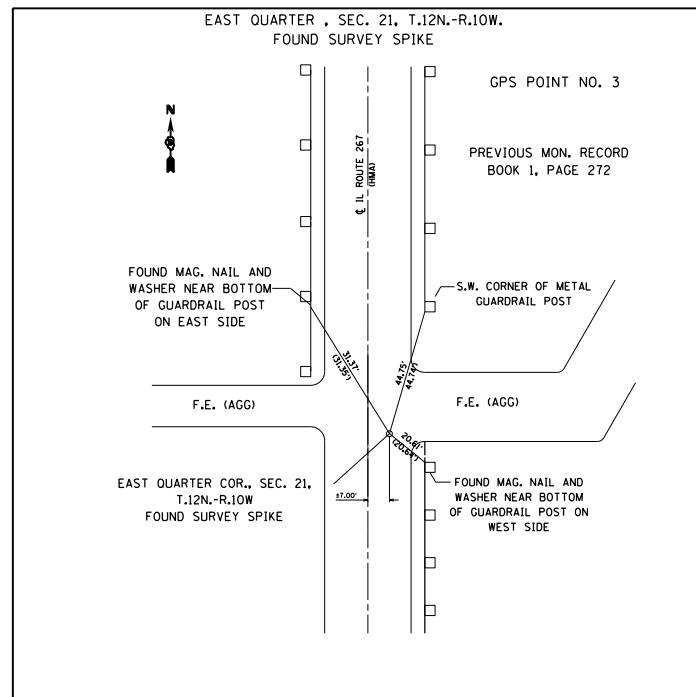 EAST QUARTER , SEC. 21, T.12N.-R.10W.
FOUND SURVEY SPIKE
GPS POINT NO. 3
N
PREVIOUS MON. RECORD
BOOK 1, PAGE 272
℄ IL ROUTE 267
(HMA)
FOUND MAG. NAIL AND
WASHER NEAR BOTTOM
OF GUARDRAIL POST
ON EAST SIDE
S.W. CORNER OF METAL
GUARDRAIL POST
31.37'
(31.35')
44.75'
44.74')
F.E. (AGG)
F.E. (AGG)
20.61'
(20.64')
EAST QUARTER COR., SEC. 21,
T.12N.-R.10W
FOUND SURVEY SPIKE
±7.00'
FOUND MAG. NAIL AND
WASHER NEAR BOTTOM
OF GUARDRAIL POST ON
WEST SIDE